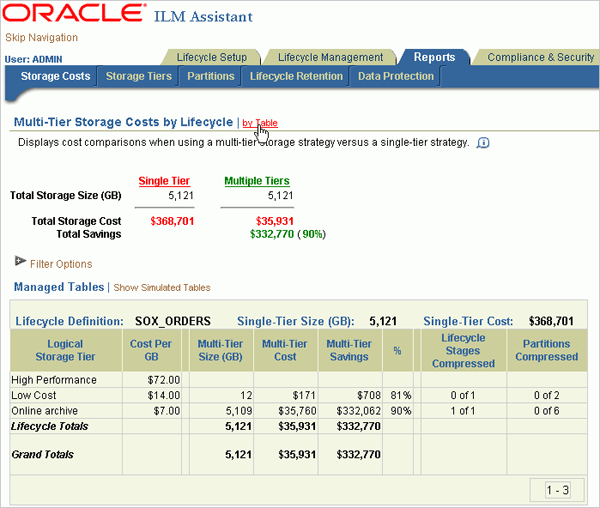 ORACLE ILM Assistant
Skip Navigation
User: ADMIN
Lifecycle Setup Lifecycle Management Reports Compliance & Security
Storage Costs Storage Tiers Partitions Lifecycle Retention Data Protection
Multi-Tier Storage Costs by Lifecycle | by Table
Displays cost comparisons when using a multi-tier storage strategy versus a single-tier strategy.
Single Tier Multiple Tiers
Total Storage Size (GB) 5,121 5,121
Total Storage Cost $368,701 $35,931
Total Savings $332,770 ( 90%)
Filter Options
Managed Tables | Show Simulated Tables
Lifecycle Definition: SOX_ORDERS Single-Tier Size (GB): 5,121 Single-Tier Cost: $368,701
Logical Storage Tier Cost Per GB Multi-Tier Size (GB) Multi-Tier Cost Multi-Tier Savings % Lifecycle Stages Compressed Partitions Compressed
High Performance $72.00
Low Cost $14.00 12 $171 $708 81% 0 of 1 0 of 2
Online archive $7.00 5,109 $35,760 $332,062 90% 1 of 1 0 of 6
Lifecycle Totals 5,121 $35,931 $332,770
Grand Totals 5,121 $35,931 $332,770
1 - 3